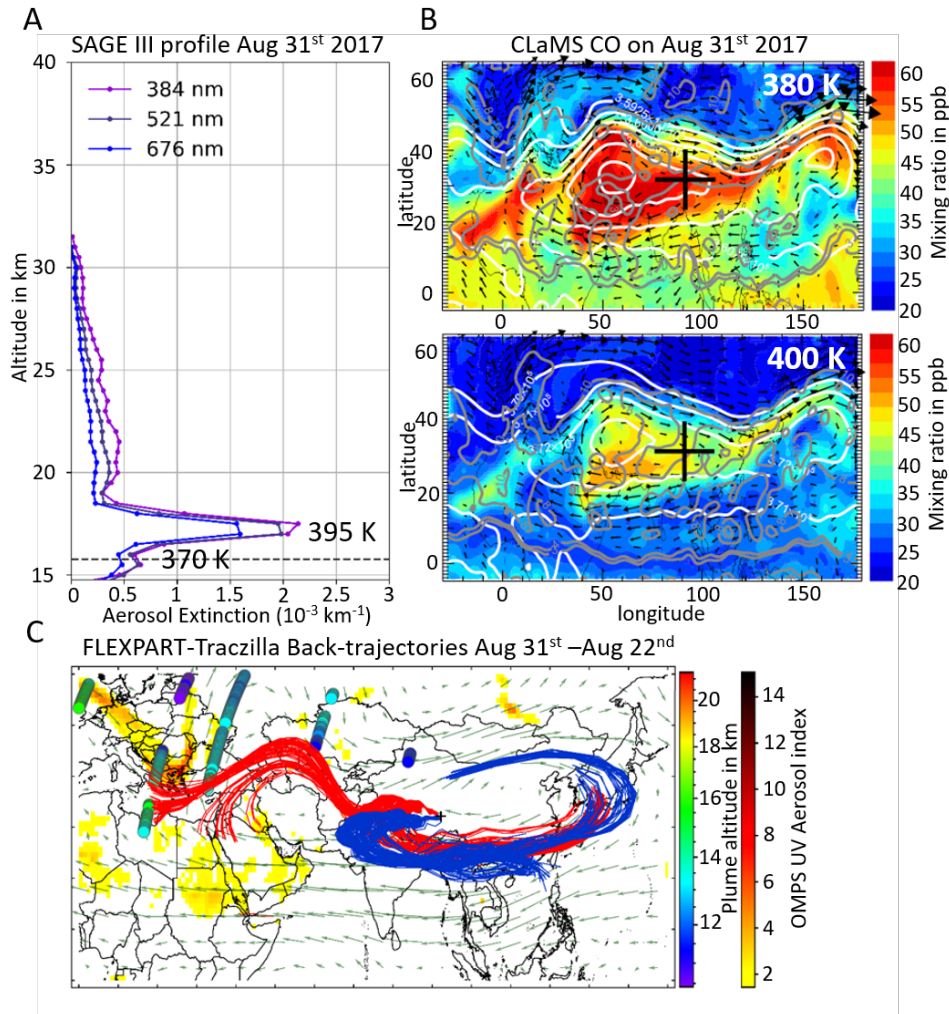 A
SAGE III profile Aug 31st 2017
40
35
30
25
20
15
Altitude in km
384 nm
521 nm
676 nm
395 K
370 K
0 0.5 1 1.5 2 2.5 3
Aerosol Extinction (10-3 km-1)
B
CLaMS CO on Aug 31st 2017
380 K
60
40
20
0
latitude
0 50 100 150
60
55
50
45
40
35
30
25
20
Mixing ratio in ppb
400 K
60
40
20
0
latitude
0 50 100 150
longitude
60
55
50
45
40
35
30
25
20
Mixing ratio in ppb
C
FLEXPART-Traczilla Back-trajectories Aug 31st –Aug 22nd
20
18
16
14
12
Plume altitude in km
14
12
10
8
6
4
2
OMPS UV Aerosol index